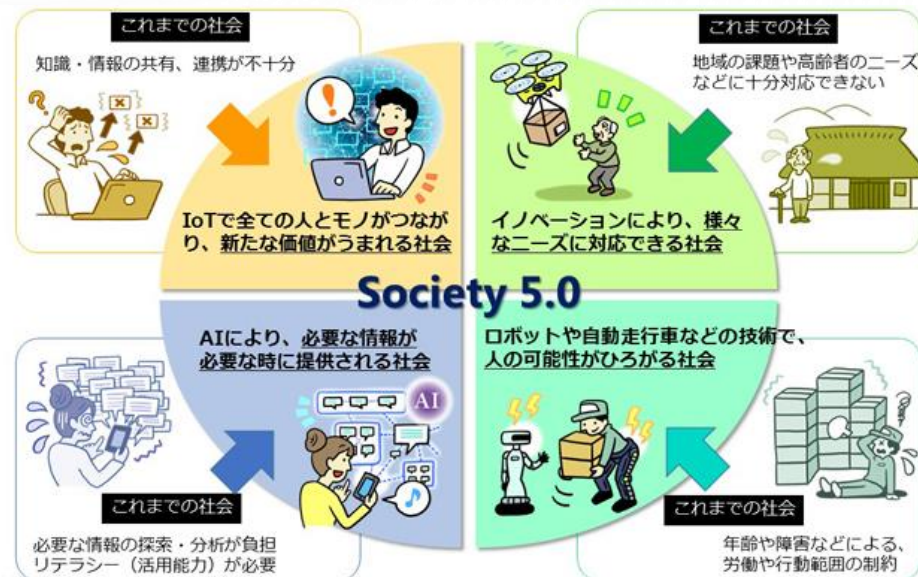 これまでの社会
知識・情報の共有、連携が不十分
IoTで全ての人とモノがつなが
り、新たな価値がうまれる社会
これまでの社会
地域の課題や高齢者のニーズ
などに十分対応できない
イノベーションにより、様々
なニーズに対応できる社会
Society 5.0
AIにより、必要な情報が
必要な時に提供される社会
AI
これまでの社会
必要な情報の探索・分析が負担
リテラシー（活用能力）が必要
ロボットや自動走行車などの技術で、
人の可能性がひろがる社会
これまでの社会
年齢や障害などによる、
労働や行動範囲の制約